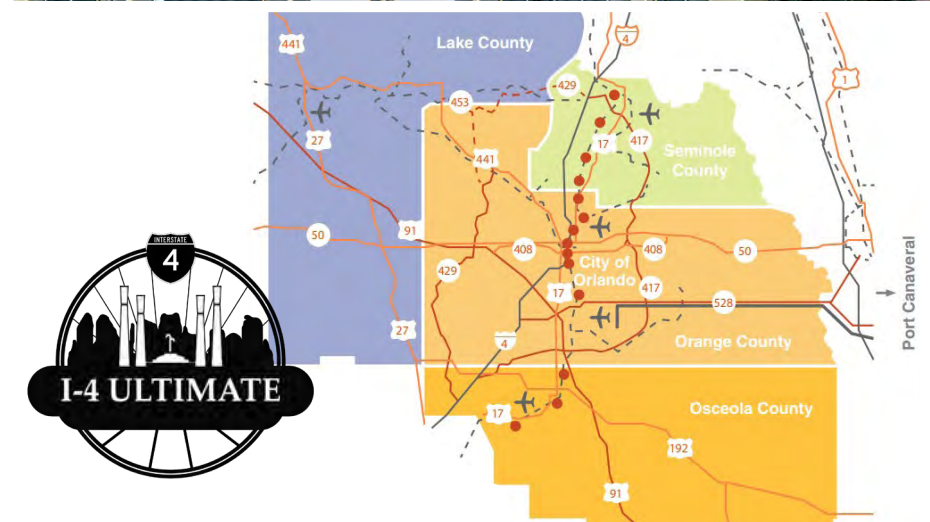 441
Lake County
4
1
429
453
27
17
417
441
Seminole
County
50
91
408
408
50
City of
Orlando
429
17
417
528
Port Canaveral
27
4
Orange County
INTERSTATE
4
I-4 ULTIMATE
17
Osceola County
192
91